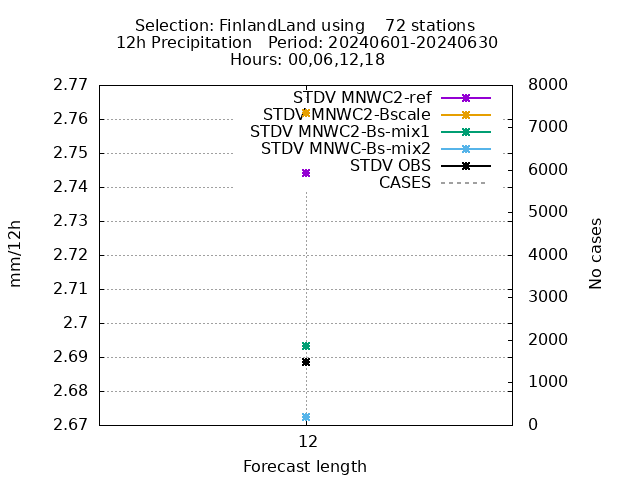 Selection: FinlandLand using    72 stations
12h Precipitation   Period: 20240601-20240630
Hours: 00,06,12,18
2.77
2.76
2.75
2.74
2.73
2.72
2.71
2.7
2.69
2.68
2.67
mm/12h
STDV MNWC2-ref
STDV MNWC2-Bscale
STDV MNWC2-Bs-mix1
STDV MNWC-Bs-mix2
STDV OBS
CASES
8000
7000
6000
5000
4000
3000
2000
1000
0
No cases
12
Forecast length